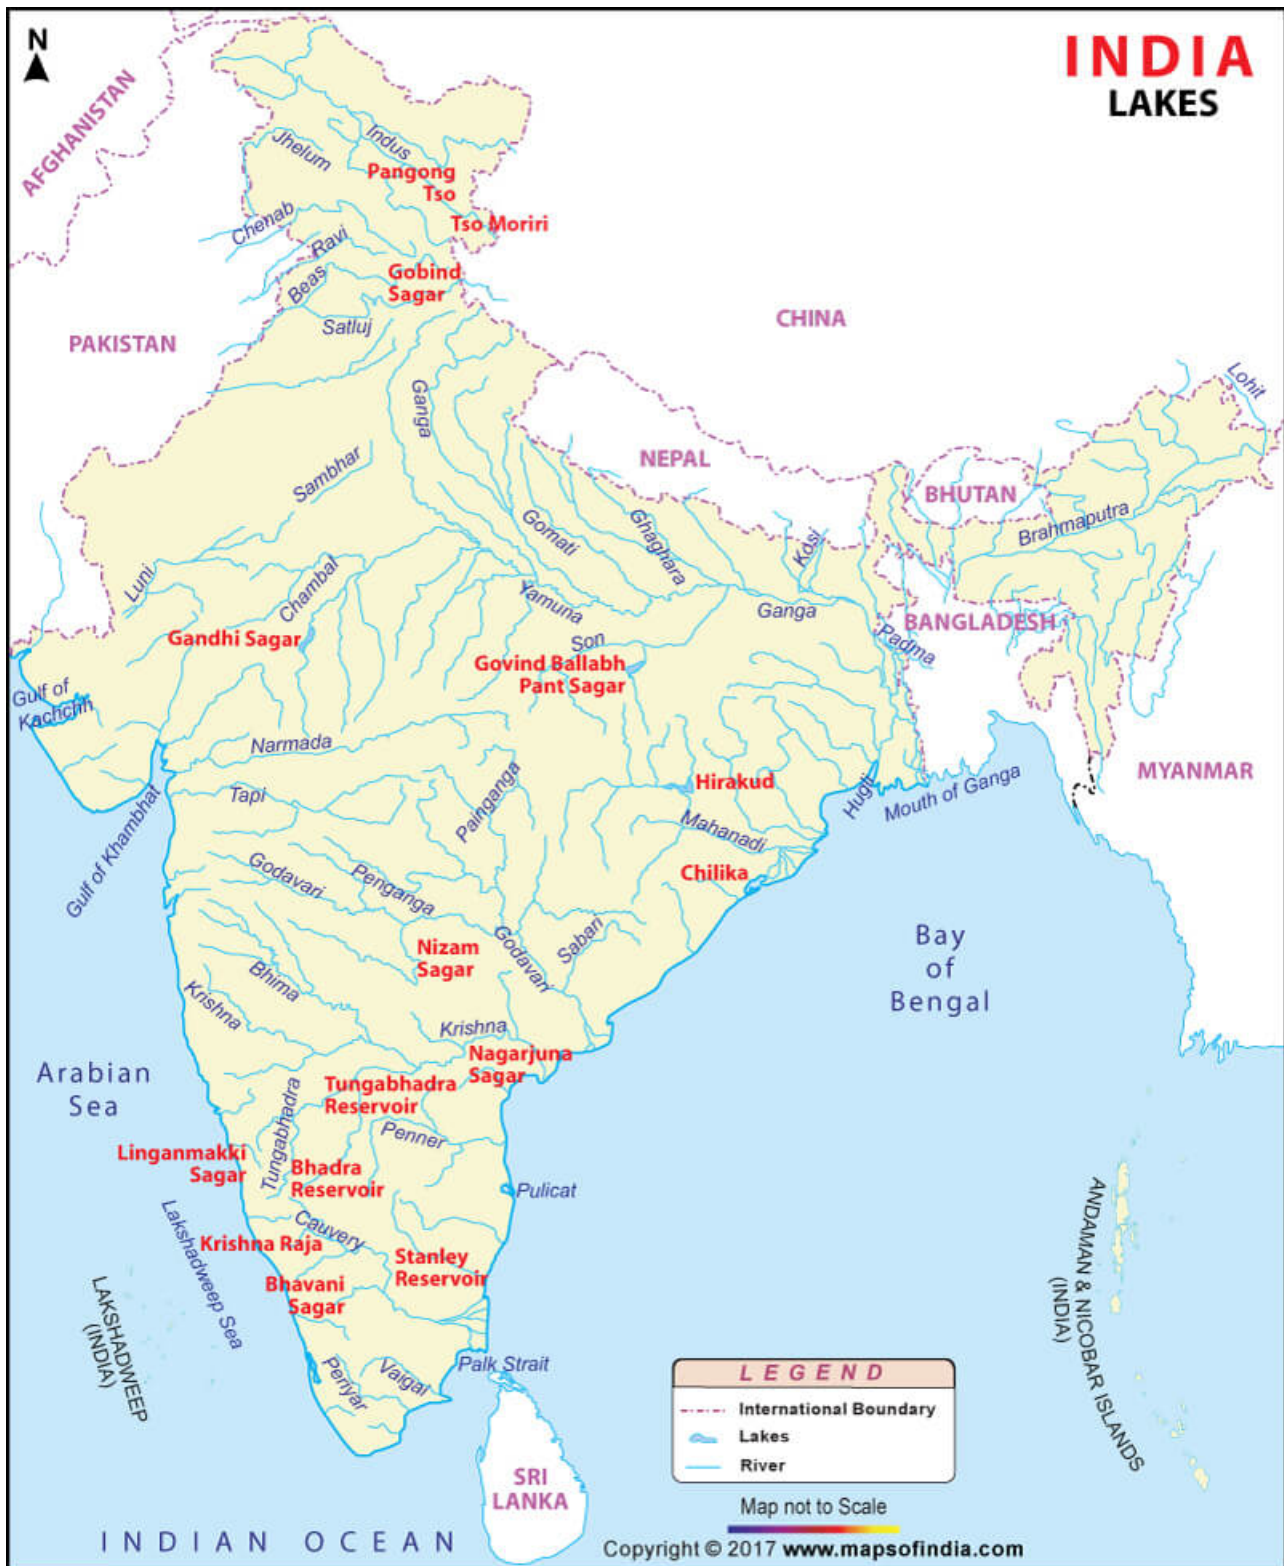 N
INDIA
LAKES
AFGHANISTAN
Jhelum
Indus
Pangong
Tso
Tso Moriri
Chenab
Ravi
Gobind
Sagar
Beas
Satluj
CHINA
PAKISTAN
Lohit
Ganga
NEPAL
Sambhar
BHUTAN
Gomati
Ghaghara
Kosi
Brahmaputra
Luni
Chambal
Yamuna
Ganga
BANGLADESH
Gandhi Sagar
Son
Padma
Govind Ballabh
Pant Sagar
Gulf of
Kachchh
Narmada
MYANMAR
Tapi
Painganga
Hirakud
Hugli
Mouth of Ganga
Gulf of Khambhat
Mahanadi
Chilika
Godavari
Penganga
Nizam
Sagar
Godavari
Sabari
Bay
of
Bengal
Bhima
Krishna
Krishna
Nagarjuna
Sagar
Arabian
Sea
Tungabhadra
Reservoir
Tungabhadra
Penner
Linganmakki
Sagar
Bhadra
Reservoir
Pulicat
Lakshadweep Sea
Cauvery
Krishna Raja
Stanley
Reservoir
Bhavani
Sagar
LAKSHADWEEP
(INDIA)
ANDAMAN & NICOBAR ISLANDS
(INDIA)
Periyar
Vaigal
Palk Strait
LEGEND
International Boundary
Lakes
River
SRI
LANKA
Map not to Scale
INDIAN OCEAN
Copyright © 2017 www.mapsofindia.com